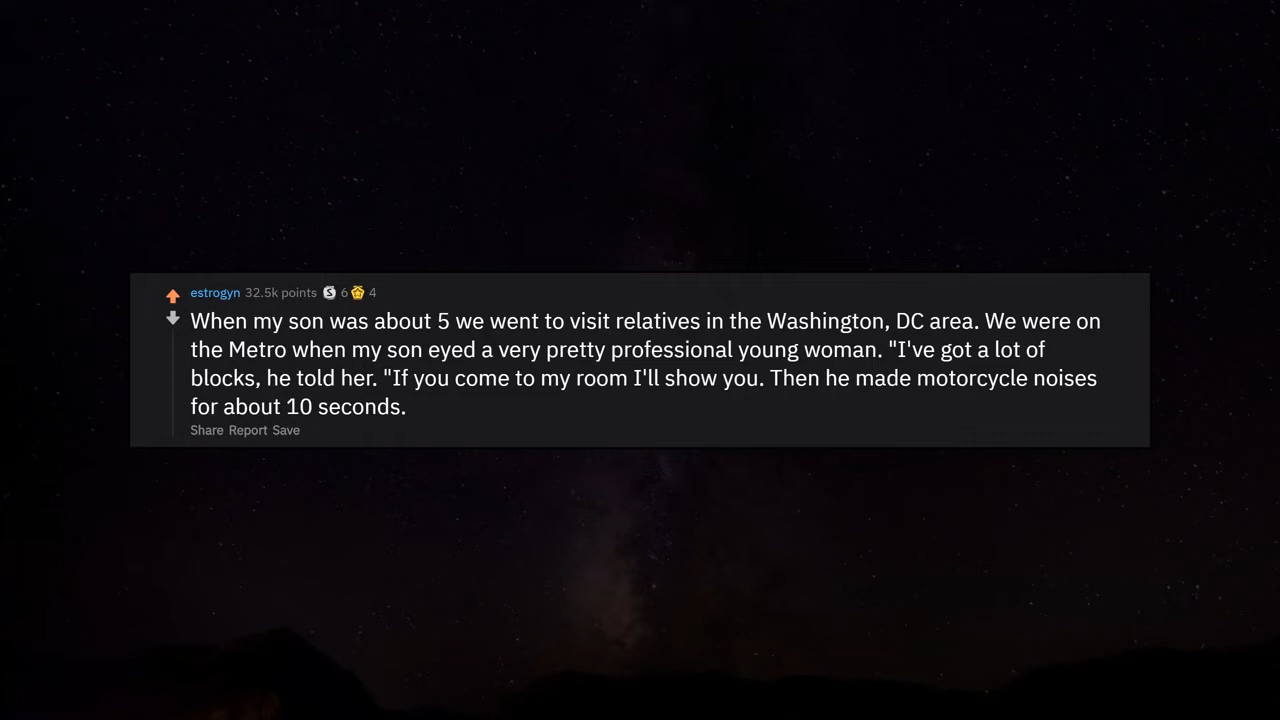 estrogyn 32.5k points S 6 4
When my son was about 5 we went to visit relatives in the Washington, DC area. We were on
the Metro when my son eyed a very pretty professional young woman. "I've got a lot of
blocks, he told her. "If you come to my room I'll show you. Then he made motorcycle noises
for about 10 seconds.
Share Report Save